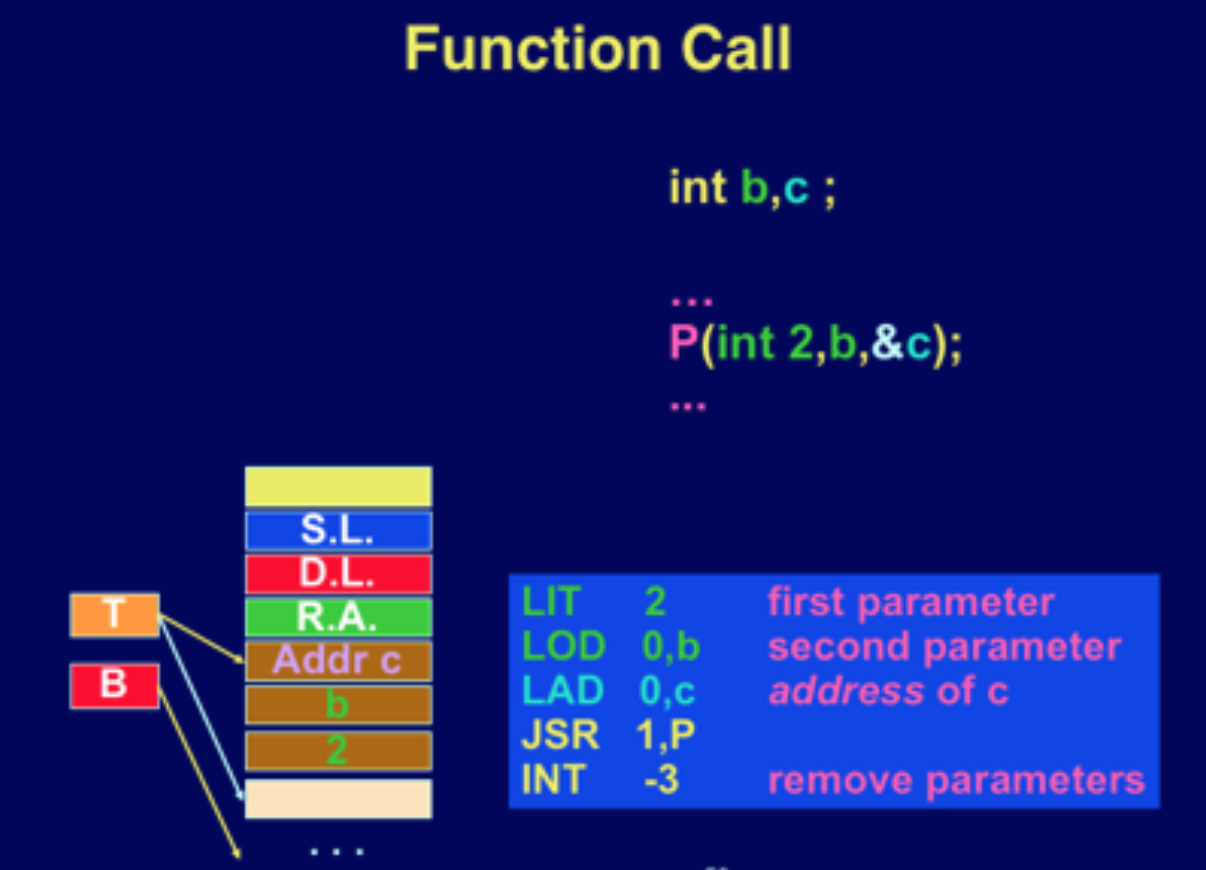 Function Call
int b,c ;
...
P(int 2,b,&c);
...
S.L.
D.L.
T
R.A.
Addr c
B
b
2
. . .
LIT 2 first parameter
LOD 0,b second parameter
LAD 0,c address of c
JSR 1,P
INT -3 remove parameters